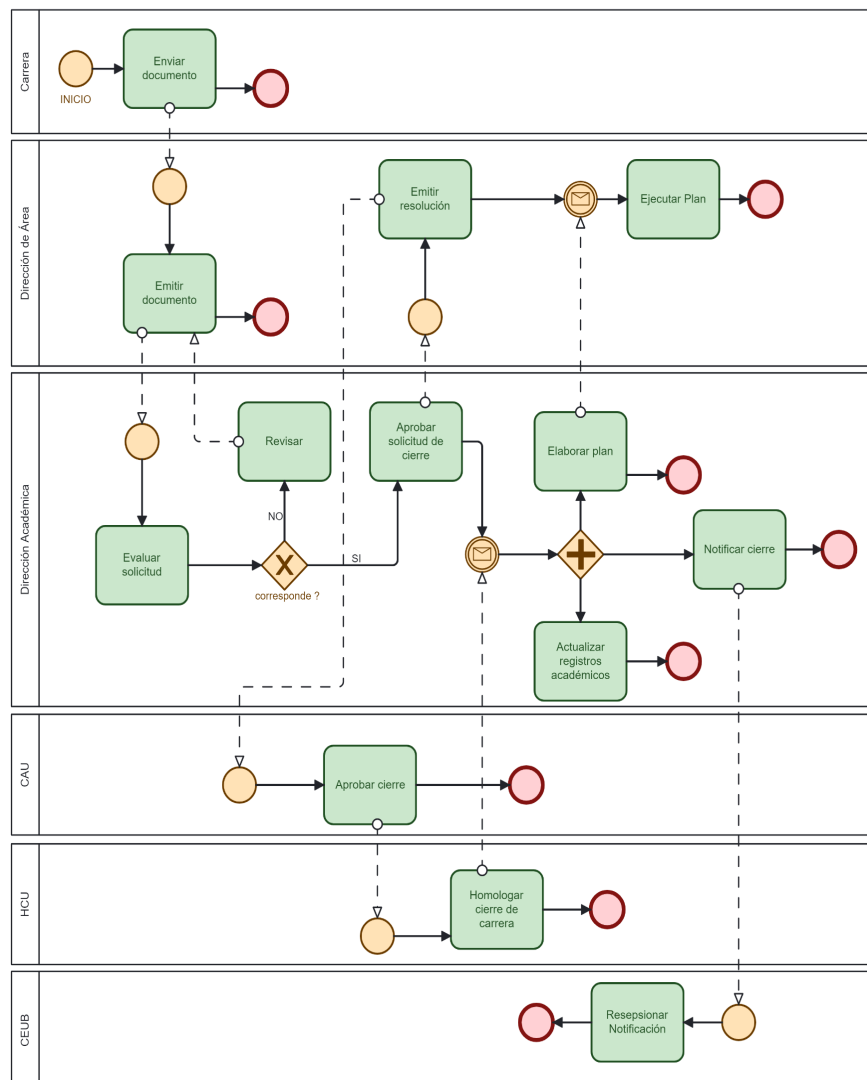 Carrera
INICIO
Enviar
documento
Dirección de Área
Emitir
documento
Emitir
resolución
Ejecutar Plan
Dirección Académica
Evaluar
solicitud
Revisar
NO
X
corresponde ?
SI
Aprobar
solicitud de
cierre
Elaborar plan
Notificar cierre
Actualizar
registros
académicos
CAU
Aprobar cierre
HCU
Homologar
cierre de
carrera
CEUB
Resepsionar
Notificación